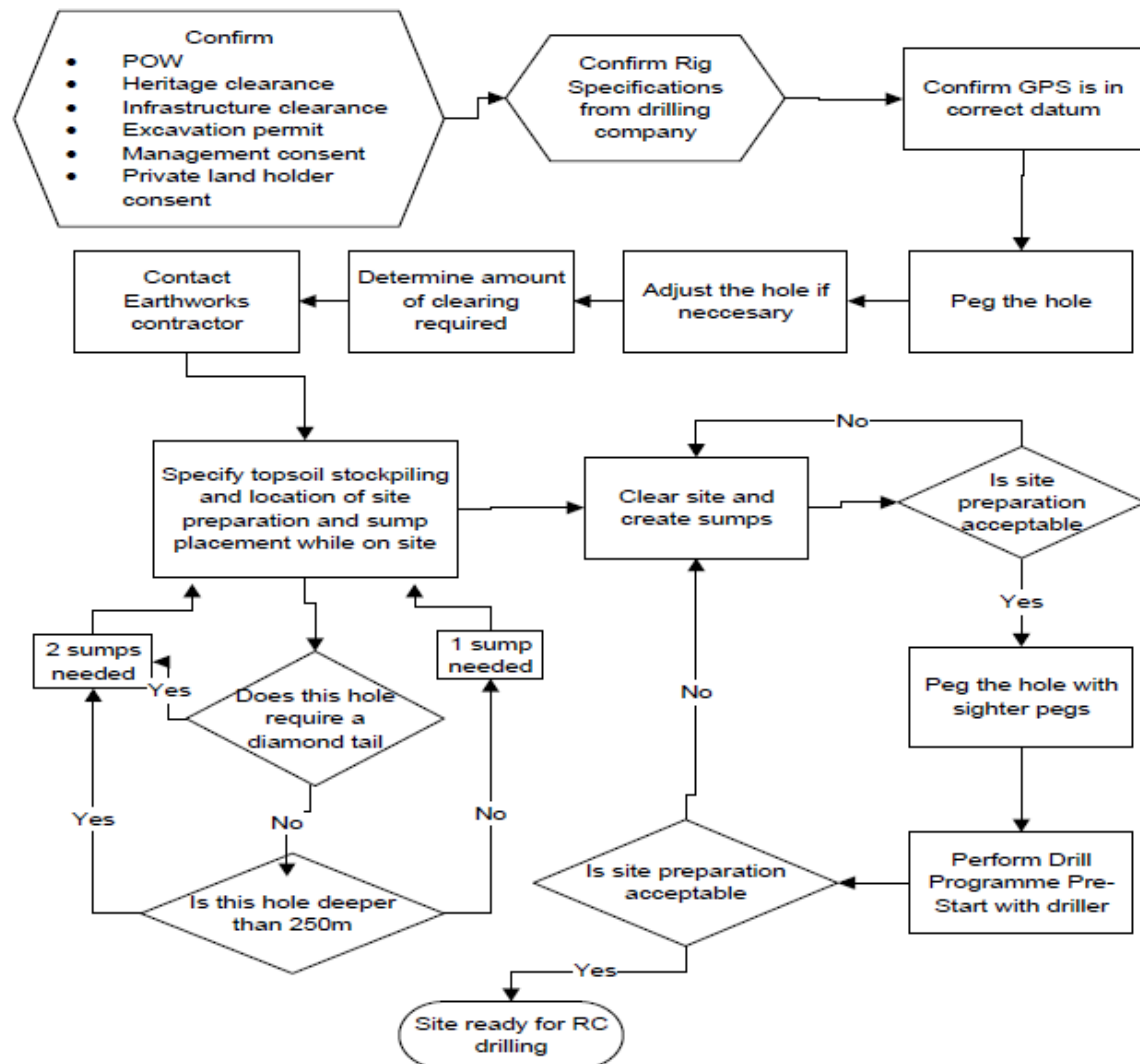 Confirm
• POW
• Heritage clearance
• Infrastructure clearance
• Excavation permit
• Management consent
• Private land holder
consent
Confirm Rig
Specifications
from drilling
company
Confirm GPS is in
correct datum
Contact
Earthworks
contractor
Determine amount
of clearing
required
Adjust the hole if
neccesary
Peg the hole
Specify topsoil stockpiling
and location of site
preparation and sump
placement while on site
Clear site and
create sumps
No
Is site
preparation
acceptable
Yes
2 sumps
needed
Yes
Does this hole
require a
diamond tail
1 sump
needed
No
Peg the hole with
sighter pegs
Yes
No
No
Is this hole deeper
than 250m
Is site preparation
acceptable
Perform Drill
Programme Pre-
Start with driller
Yes
Site ready for RC
drilling